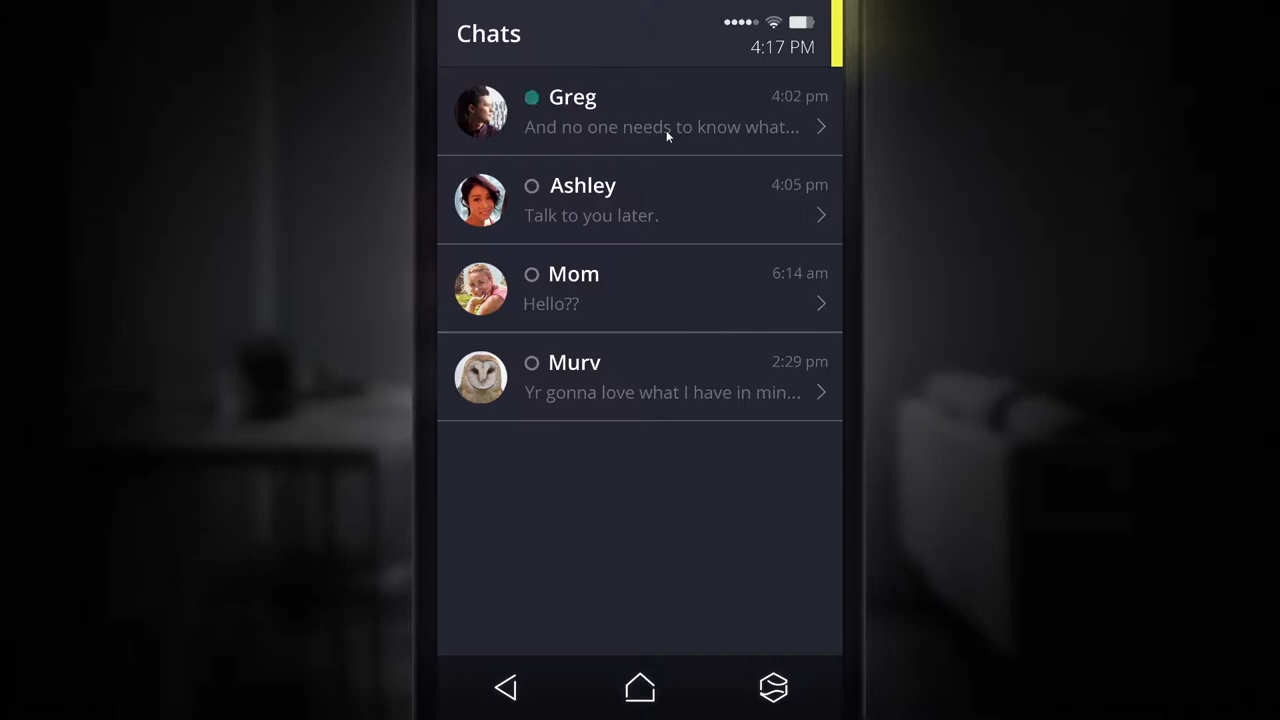 Chats
4:17 PM
Greg
4:02 pm
And no one needs to know what...
Ashley
4:05 pm
Talk to you later.
Mom
6:14 am
Hello??
Murv
2:29 pm
Yr gonna love what I have in min...